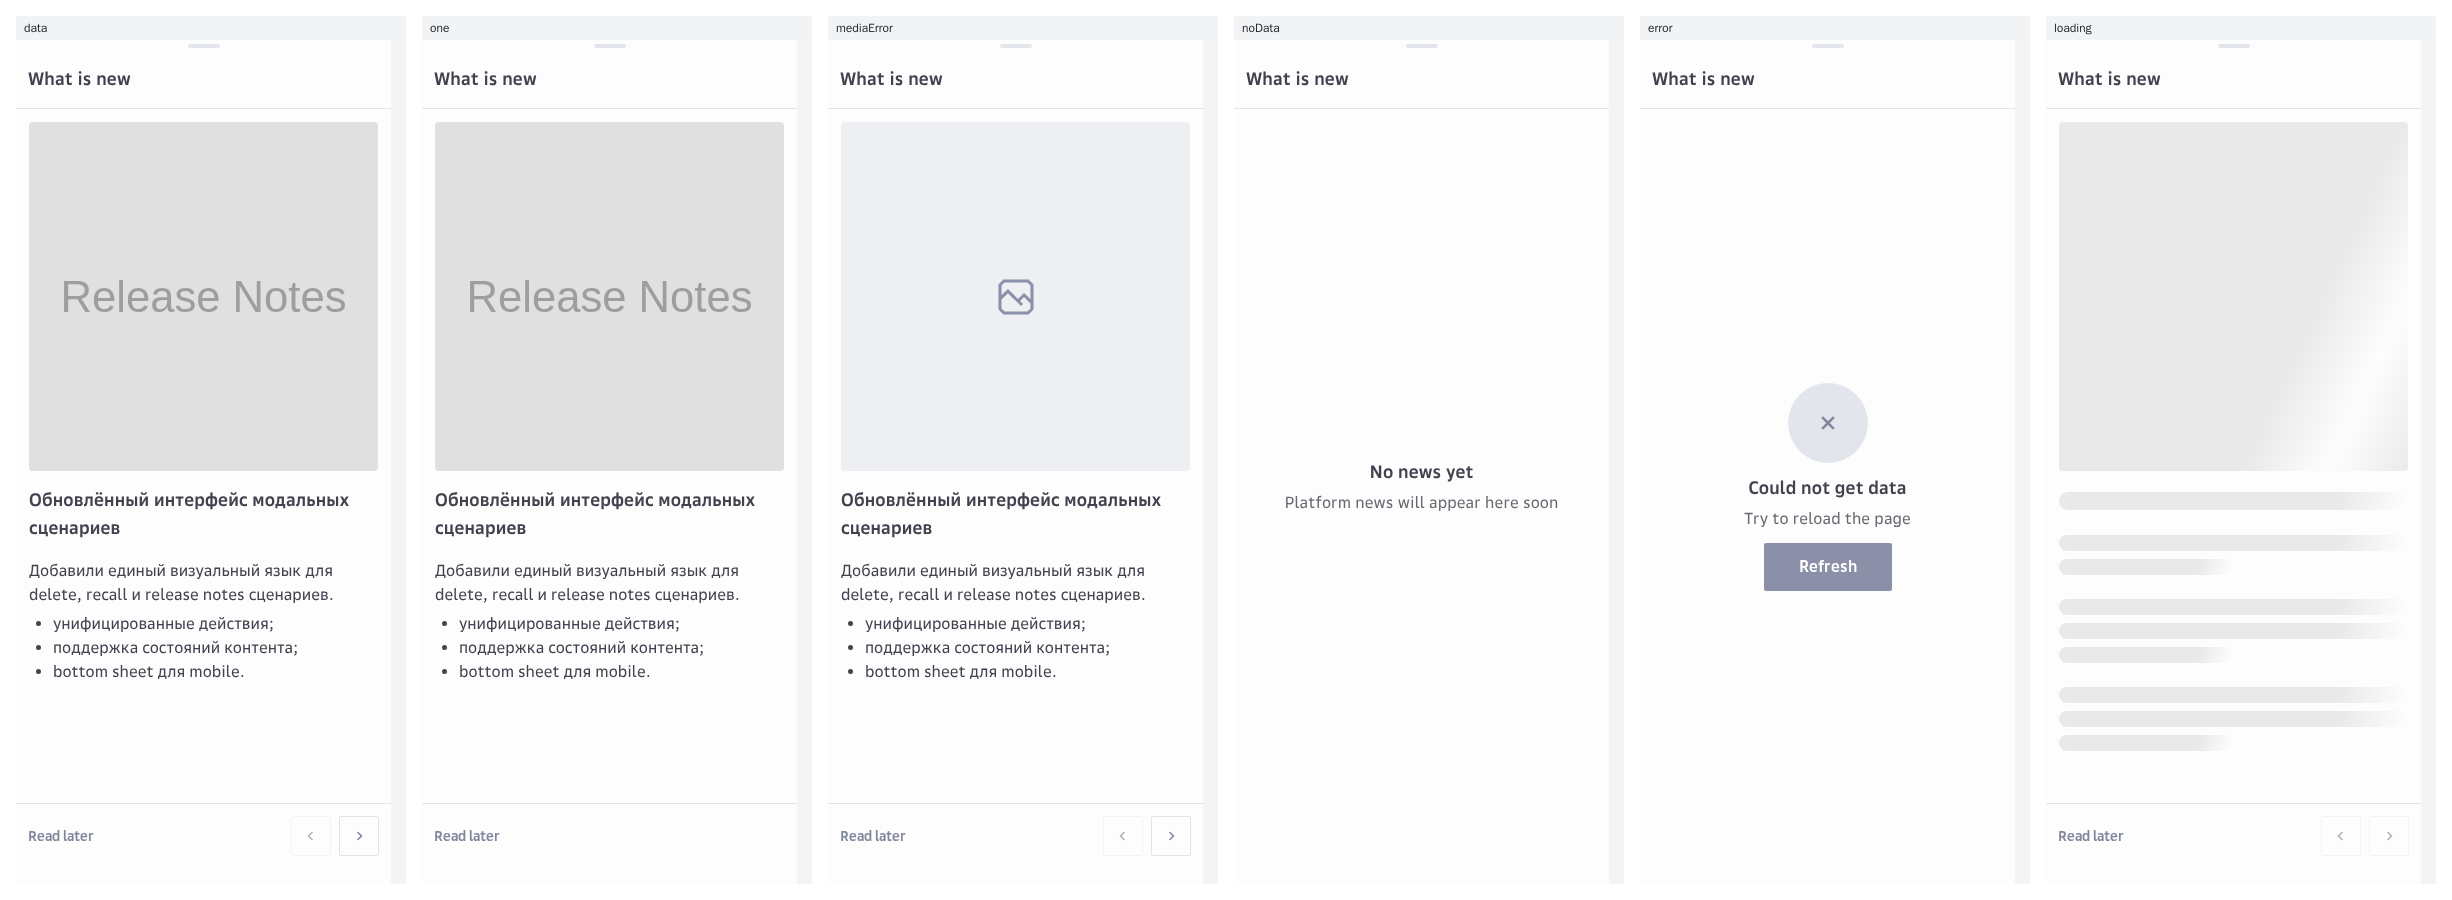 data
What is new
Release Notes
Обновлённый интерфейс модальных
сценариев
Добавили единый визуальный язык для
delete, recall и release notes сценариев.
• унифицированные действия;
• поддержка состояний контента;
• bottom sheet для mobile.
Read later
one
What is new
Release Notes
Обновлённый интерфейс модальных
сценариев
Добавили единый визуальный язык для
delete, recall и release notes сценариев.
• унифицированные действия;
• поддержка состояний контента;
• bottom sheet для mobile.
Read later
mediaError
What is new
Обновлённый интерфейс модальных
сценариев
Добавили единый визуальный язык для
delete, recall и release notes сценариев.
• унифицированные действия;
• поддержка состояний контента;
• bottom sheet для mobile.
Read later
noData
What is new
No news yet
Platform news will appear here soon
error
What is new
Could not get data
Try to reload the page
Refresh
loading
What is new
Read later